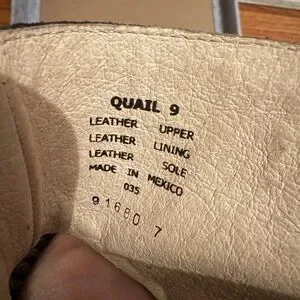 QUAIL 9
LEATHER UPPER
LEATHER LINING
LEATHER SOLE
MADE IN MEXICO
035
91680 7